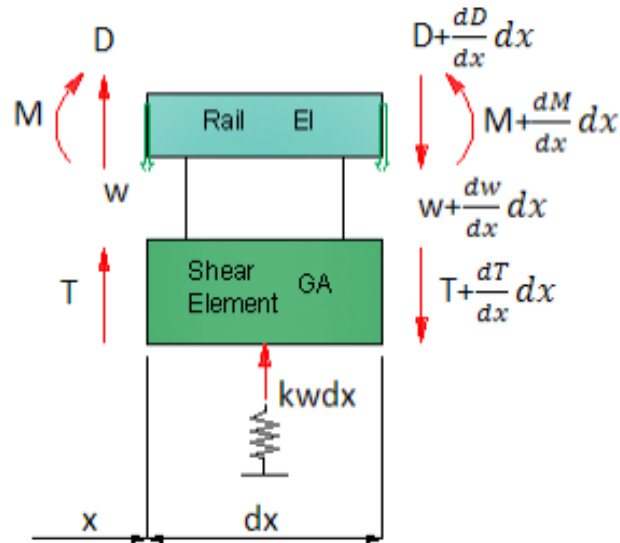 D
D+dD/dx dx
M
Rail EI
M+dM/dx dx
w
w+dw/dx dx
T
Shear
Element GA
T+dT/dx dx
kwdx
x
dx